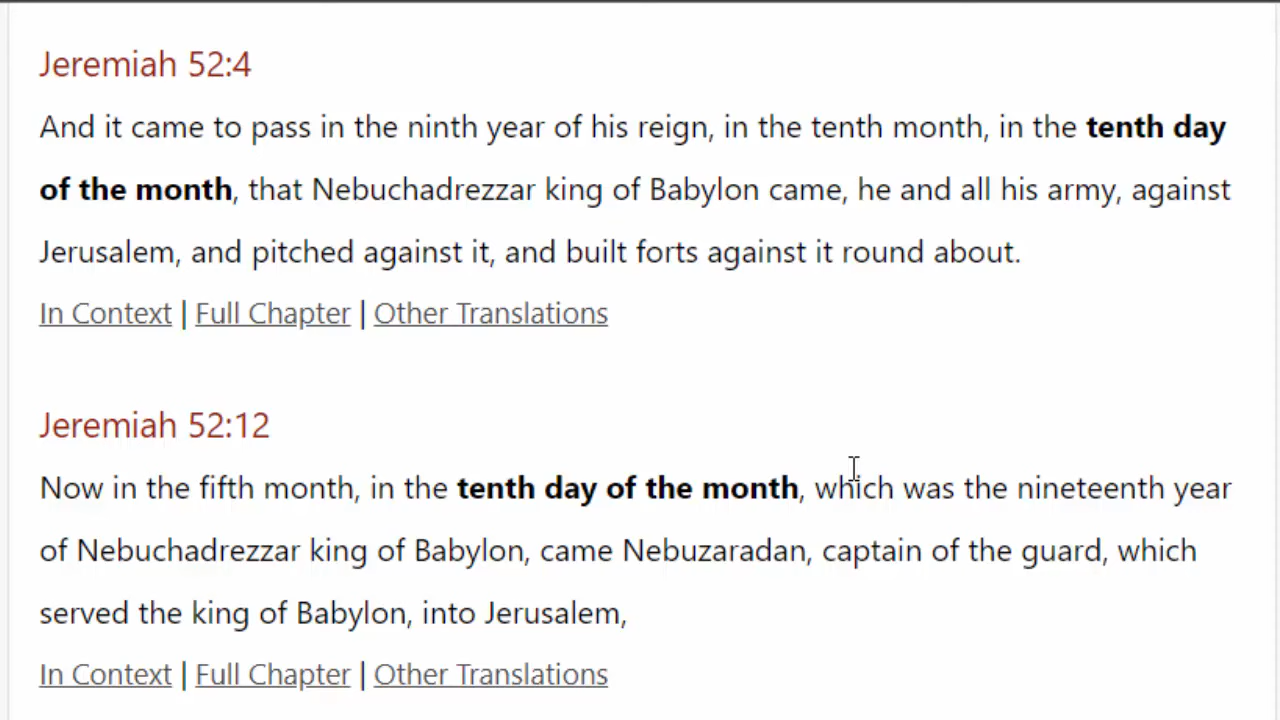 Jeremiah 52:4
And it came to pass in the ninth year of his reign, in the tenth month, in the tenth day
of the month, that Nebuchadrezzar king of Babylon came, he and all his army, against
Jerusalem, and pitched against it, and built forts against it round about.
In Context | Full Chapter | Other Translations
Jeremiah 52:12
Now in the fifth month, in the tenth day of the month, which was the nineteenth year
of Nebuchadrezzar king of Babylon, came Nebuzaradan, captain of the guard, which
served the king of Babylon, into Jerusalem,
In Context | Full Chapter | Other Translations